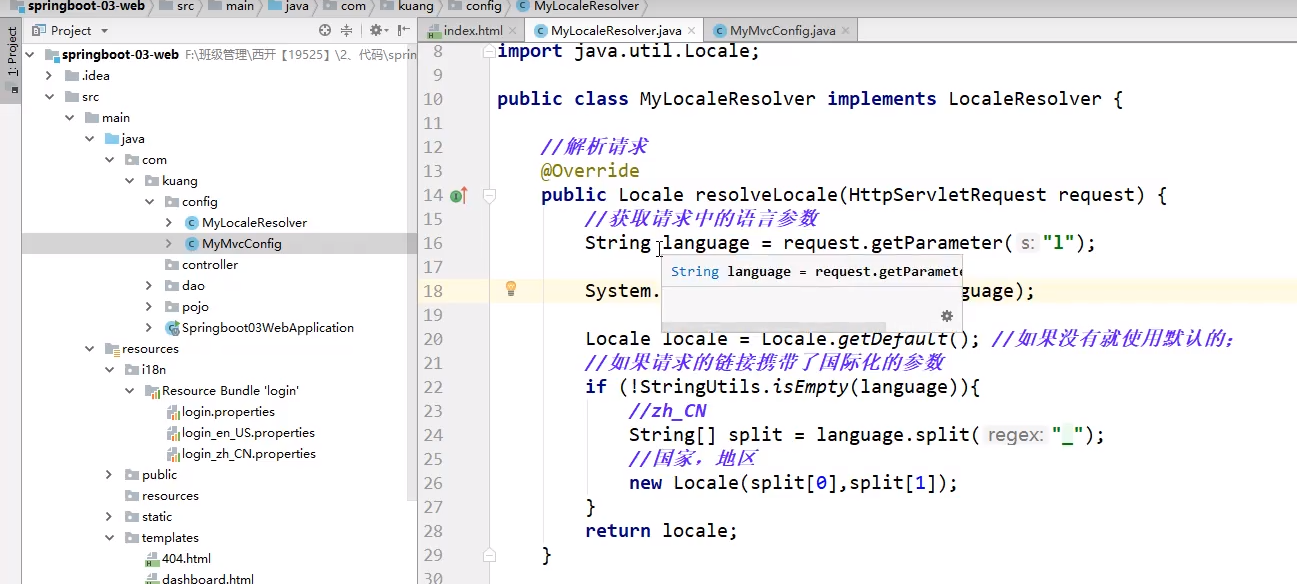 springboot-03-web src main java com kuang config MyLocaleResolver
1: Project
Project
index.html MyLocaleResolver.java MyMvcConfig.java
springboot-03-web F:\班级管理\西开【19525】\2、代码\sprin
.idea
src
main
java
com
kuang
config
MyLocaleResolver
MyMvcConfig
controller
dao
pojo
Springboot03WebApplication
resources
i18n
Resource Bundle 'login'
login.properties
login_en_US.properties
login_zh_CN.properties
public
resources
static
templates
404.html
dashboard.html
8 import java.util.Locale;
9
10 public class MyLocaleResolver implements LocaleResolver {
11
12 //解析请求
13 @Override
14 public Locale resolveLocale(HttpServletRequest request) {
15 //获取请求中的语言参数
16 String language = request.getParameter( s: "l");
17
String language = request.getParamete
18 System. guage);
19
20 Locale locale = Locale.getDefault(); //如果没有就使用默认的;
21 //如果请求的链接携带了国际化的参数
22 if (!StringUtils.isEmpty(language)){
23 //zh_CN
24 String[] split = language.split( regex: "_");
25 //国家，地区
26 new Locale(split[0],split[1]);
27 }
28 return locale;
29 }
30